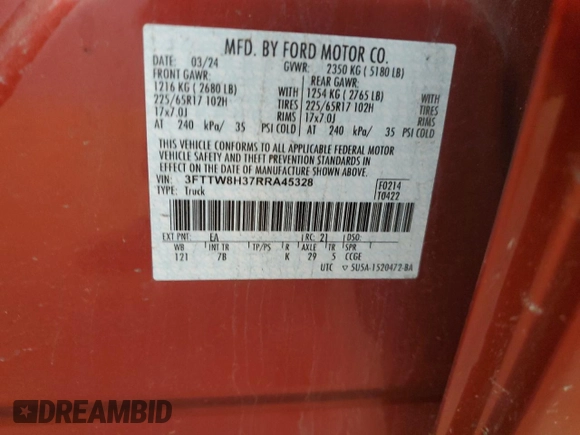 MFD. BY FORD MOTOR CO.
DATE: 03/24 GVWR: 2350 KG ( 5180 LB)
FRONT GAWR: REAR GAWR:
1216 KG ( 2680 LB) WITH 1254 KG ( 2765 LB) WITH
225/65R17 102H TIRES 225/65R17 102H TIRES
17x7.0J RIMS 17x7.0J RIMS
AT 240 kPa/ 35 PSI COLD AT 240 kPa/ 35 PSI COLD
THIS VEHICLE CONFORMS TO ALL APPLICABLE FEDERAL MOTOR
VEHICLE SAFETY AND THEFT PREVENTION STANDARDS IN
EFFECT ON THE DATE OF MANUFACTURE SHOWN ABOVE.
VIN: 3FTTW8H37RRA45328 F0214
TYPE: Truck T0422
EXT PNT: EA RC: 21 DSO:
WB INT TR TP/PS R AXLE TR SPR
121 7B K 29 5 CCGE
UTC ▽ 5U5A-1520472-BA
DREAMBID